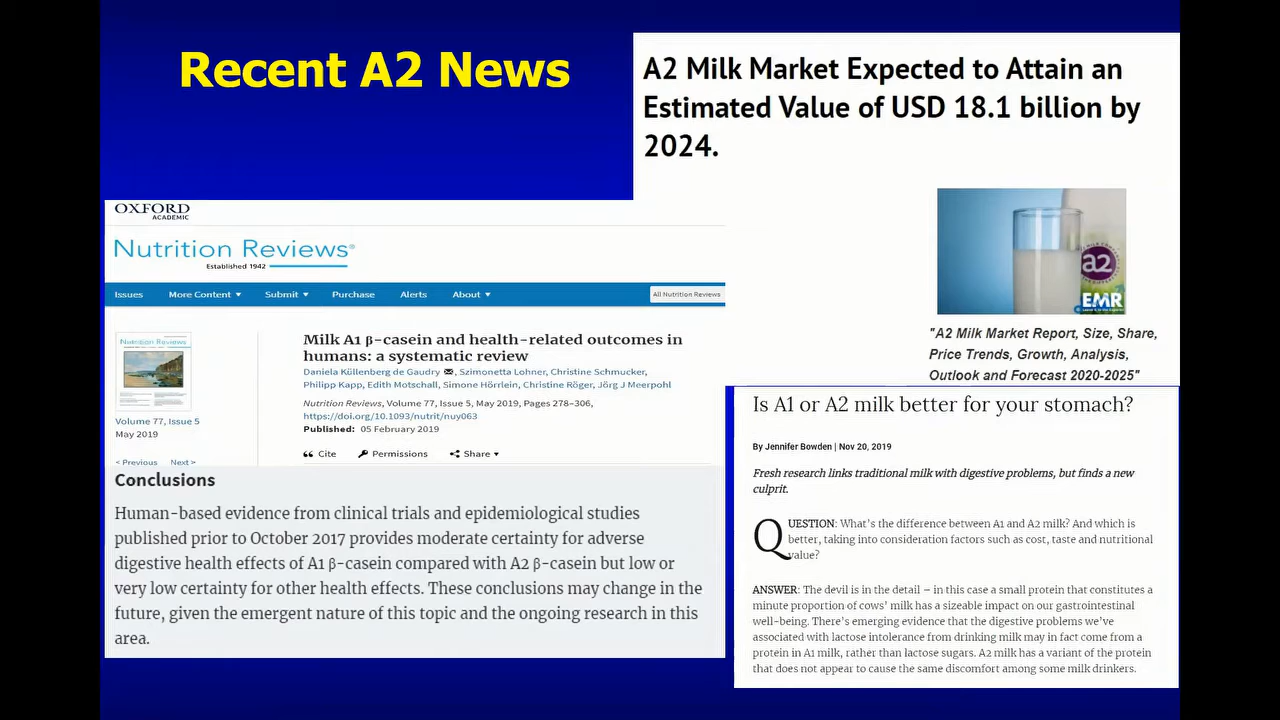 Recent A2 News
A2 Milk Market Expected to Attain an
Estimated Value of USD 18.1 billion by
2024.
a2
EMR
"A2 Milk Market Report, Size, Share,
Price Trends, Growth, Analysis,
Outlook and Forecast 2020-2025"
OXFORD
ACADEMIC
Nutrition Reviews®
Established 1942
Issues More Content ▼ Submit ▼ Purchase Alerts About ▼ All Nutrition Reviews
Nutrition Reviews
Milk A1 β-casein and health-related outcomes in
humans: a systematic review
Daniela Küllenberg de Gaudry ✉, Szimonetta Lohner, Christine Schmucker,
Philipp Kapp, Edith Motschall, Simone Hörrlein, Christine Röger, Jörg J Meerpohl
Nutrition Reviews, Volume 77, Issue 5, May 2019, Pages 278–306,
https://doi.org/10.1093/nutrit/nuy063
Published: 05 February 2019
Volume 77, Issue 5
May 2019
Cite Permissions Share ▼
< Previous Next >
Conclusions
Human-based evidence from clinical trials and epidemiological studies
published prior to October 2017 provides moderate certainty for adverse
digestive health effects of A1 β-casein compared with A2 β-casein but low or
very low certainty for other health effects. These conclusions may change in the
future, given the emergent nature of this topic and the ongoing research in this
area.
Is A1 or A2 milk better for your stomach?
By Jennifer Bowden | Nov 20, 2019
Fresh research links traditional milk with digestive problems, but finds a new
culprit.
QUESTION: What's the difference between A1 and A2 milk? And which is
better, taking into consideration factors such as cost, taste and nutritional
value?
ANSWER: The devil is in the detail – in this case a small protein that constitutes a
minute proportion of cows' milk has a sizeable impact on our gastrointestinal
well-being. There's emerging evidence that the digestive problems we've
associated with lactose intolerance from drinking milk may in fact come from a
protein in A1 milk, rather than lactose sugars. A2 milk has a variant of the protein
that does not appear to cause the same discomfort among some milk drinkers.